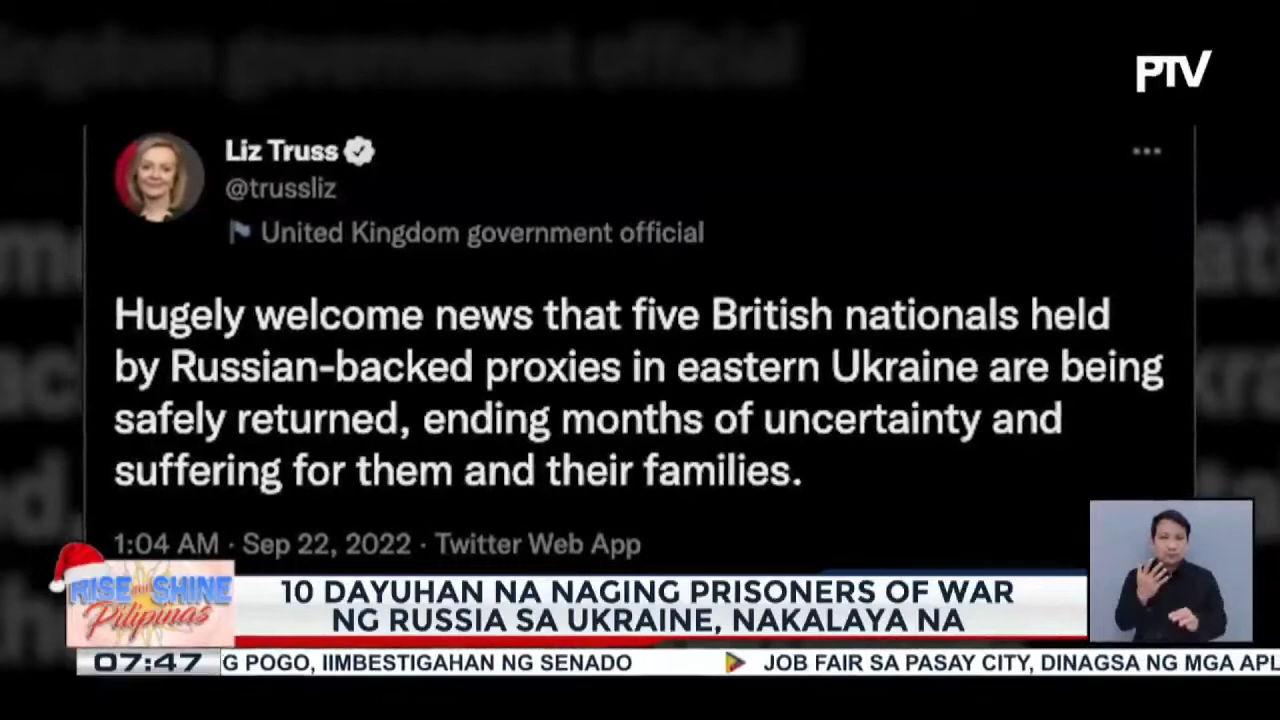 PTV
Liz Truss
@trussliz
United Kingdom government official
Hugely welcome news that five British nationals held
by Russian-backed proxies in eastern Ukraine are being
safely returned, ending months of uncertainty and
suffering for them and their families.
1:04 AM · Sep 22, 2022 · Twitter Web App
RISE AND SHINE
Pilipinas
10 DAYUHAN NA NAGING PRISONERS OF WAR
NG RUSSIA SA UKRAINE, NAKALAYA NA
07:47
G POGO, IIMBESTIGAHAN NG SENADO
JOB FAIR SA PASAY CITY, DINAGSA NG MGA APL